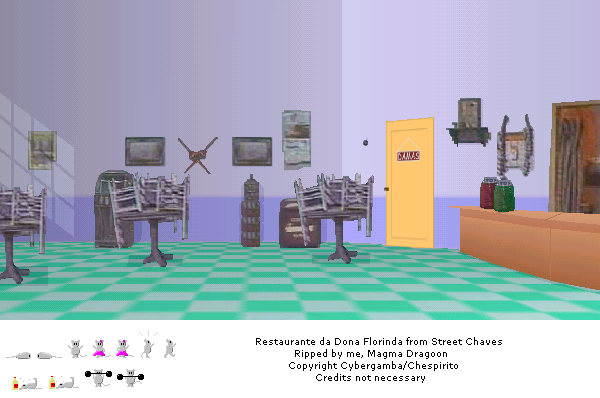 DAMAS
Restaurante da Dona Florinda from Street Chaves
Ripped by me, Magma Dragoon
Copyright Cybergamba/Chespirito
Credits not necessary